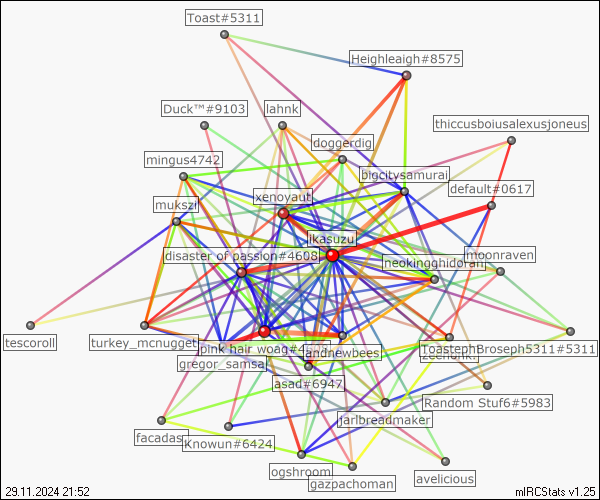 Toast#5311
Heighleaigh#8575
Duck™#9103
lahnk
thiccusboiusalexusjoneus
doggerdig
mingus4742
bigcitysamurai
default#0617
xenoyaut
mukszi
ikasuzu
disaster of passion#4608
moonraven
neokingghidorah
tescoroll
turkey_mcnugget
pink hair woag#4605
andnewbees
ToastephBroseph5311#5311
gregor_samsa
asad#6947
Random Stuf6#5983
jarlbreadmaker
facadas
Knowun#6424
ogshroom
avelicious
gazpachoman
29.11.2024 21:52
mIRCStats v1.25